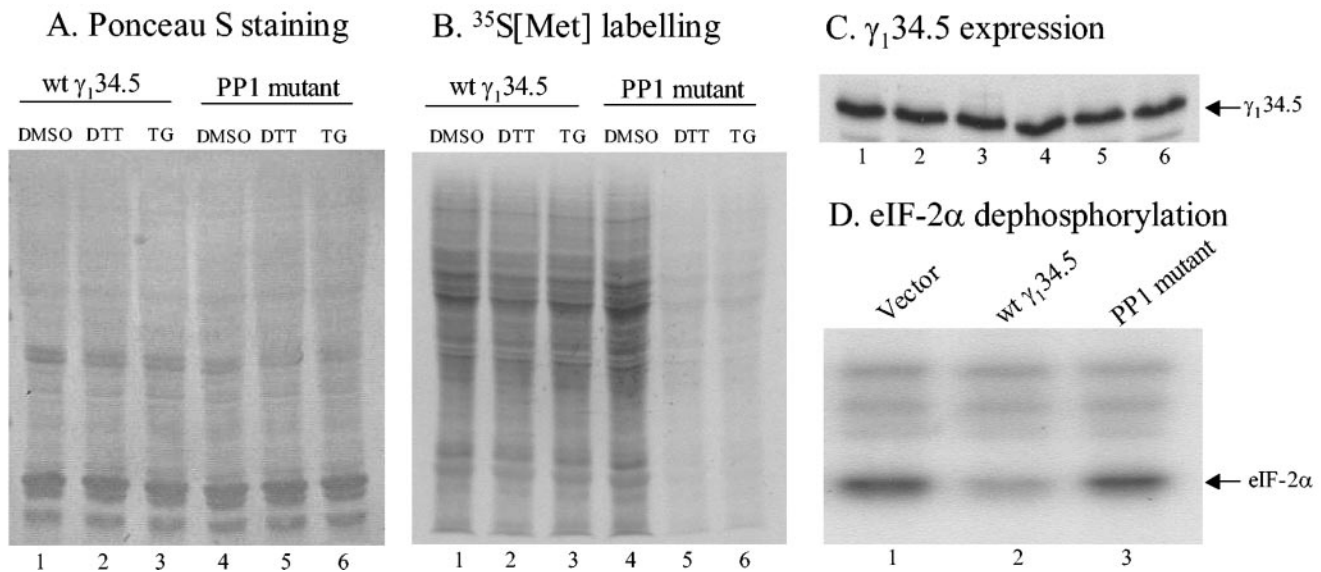 A. Ponceau S staining
wt γ₁34.5 PP1 mutant
DMSO DTT TG DMSO DTT TG
1 2 3 4 5 6
B. ³⁵S[Met] labelling
wt γ₁34.5 PP1 mutant
DMSO DTT TG DMSO DTT TG
1 2 3 4 5 6
C. γ₁34.5 expression
γ₁34.5
1 2 3 4 5 6
D. eIF-2α dephosphorylation
Vector wt γ₁34.5 PP1 mutant
eIF-2α
1 2 3